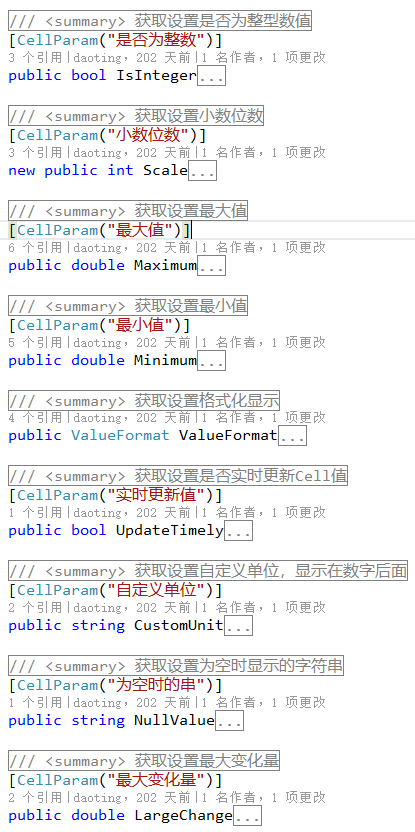 /// <summary> 获取设置是否为整型数值
[CellParam("是否为整数")]
3 个引用|daoting，202 天前|1 名作者，1 项更改
public bool IsInteger...
/// <summary> 获取设置小数位数
[CellParam("小数位数")]
3 个引用|daoting，202 天前|1 名作者，1 项更改
new public int Scale...
/// <summary> 获取设置最大值
[CellParam("最大值")]
6 个引用|daoting，202 天前|1 名作者，1 项更改
public double Maximum...
/// <summary> 获取设置最小值
[CellParam("最小值")]
5 个引用|daoting，202 天前|1 名作者，1 项更改
public double Minimum...
/// <summary> 获取设置格式化显示
4 个引用|daoting，202 天前|1 名作者，1 项更改
public ValueFormat ValueFormat...
/// <summary> 获取设置是否实时更新Cell值
[CellParam("实时更新值")]
1 个引用|daoting，202 天前|1 名作者，1 项更改
public bool UpdateTimely...
/// <summary> 获取设置自定义单位，显示在数字后面
[CellParam("自定义单位")]
2 个引用|daoting，202 天前|1 名作者，1 项更改
public string CustomUnit...
/// <summary> 获取设置为空时显示的字符串
[CellParam("为空时的串")]
1 个引用|daoting，202 天前|1 名作者，1 项更改
public string NullValue...
/// <summary> 获取设置最大变化量
[CellParam("最大变化量")]
2 个引用|daoting，202 天前|1 名作者，1 项更改
public double LargeChange...